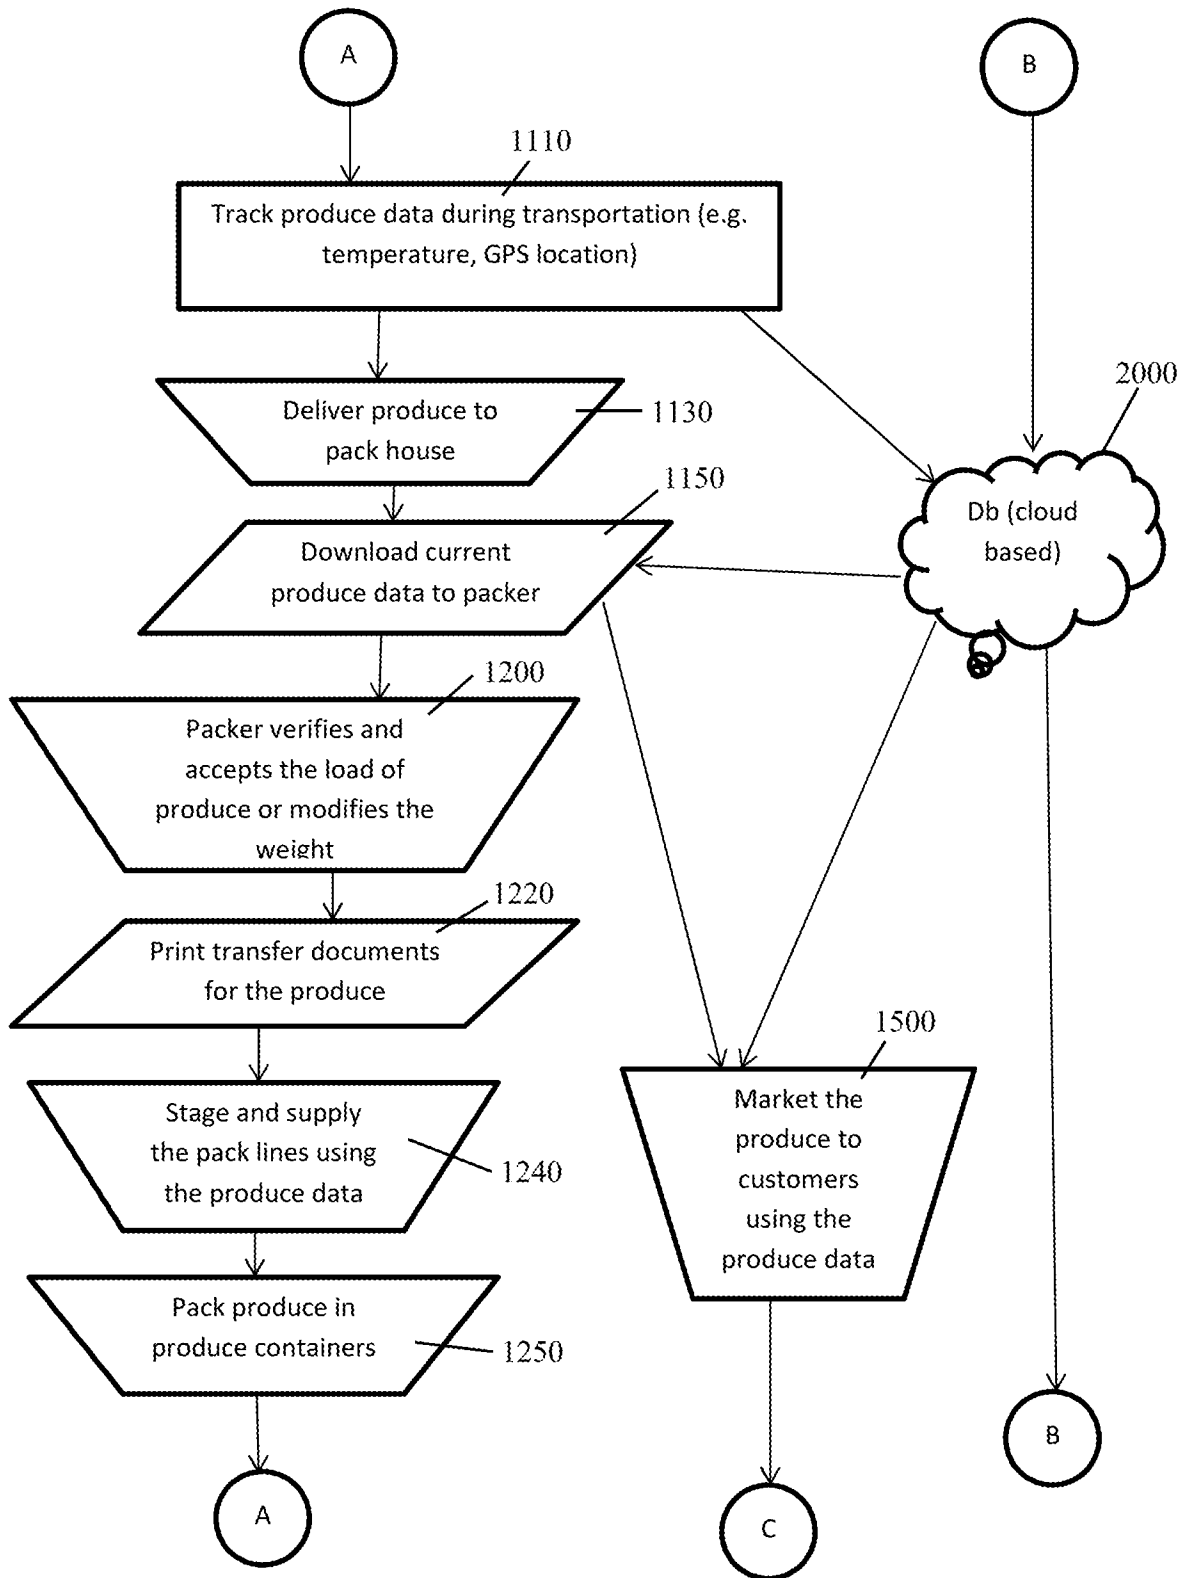 A
B
1110
Track produce data during transportation (e.g.
temperature, GPS location)
2000
Deliver produce to
pack house
1130
1150
Db (cloud
based)
Download current
produce data to packer
1200
Packer verifies and
accepts the load of
produce or modifies the
weight
1220
Print transfer documents
for the produce
1500
Market the
produce to
customers
using the
produce data
Stage and supply
the pack lines using
the produce data
1240
Pack produce in
produce containers
1250
B
A
C